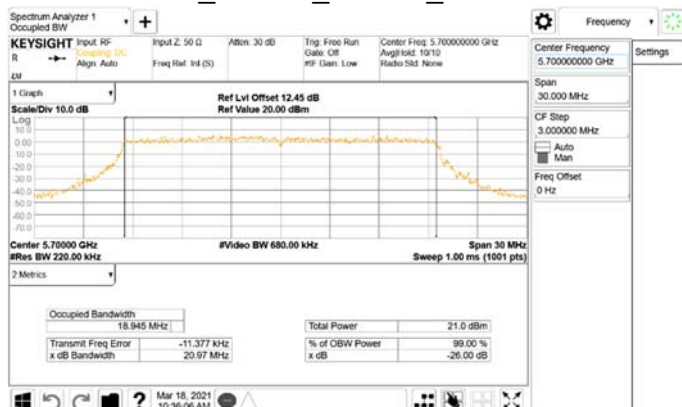 Spectrum Analyzer 1
Occupied BW
+
Frequency
KEYSIGHT
Input: RF
Coupling: DC
Align: Auto
Input Z: 50 Ω
Freq Ref: Int (S)
Atten: 30 dB
Trig: Free Run
Gate: Off
#IF Gain: Low
Center Freq: 5.700000000 GHz
Avg|Hold: 10/10
Radio Std: None
R
Center Frequency
5.700000000 GHz
Settings
Span
30.000 MHz
CF Step
3.000000 MHz
Auto
Man
Freq Offset
0 Hz
1 Graph
Scale/Div 10.0 dB
Ref Lvl Offset 12.45 dB
Ref Value 20.00 dBm
Log
10.0
0.00
-10.0
-20.0
-30.0
-40.0
-50.0
-60.0
-70.0
Center 5.70000 GHz
#Res BW 220.00 kHz
#Video BW 680.00 kHz
Span 30 MHz
Sweep 1.00 ms (1001 pts)
2 Metrics
Occupied Bandwidth
18.945 MHz
Total Power 21.0 dBm
Transmit Freq Error -11.377 kHz
% of OBW Power 99.00 %
x dB Bandwidth 20.97 MHz
x dB -26.00 dB
?
Mar 18, 2021
10:36:06 AM